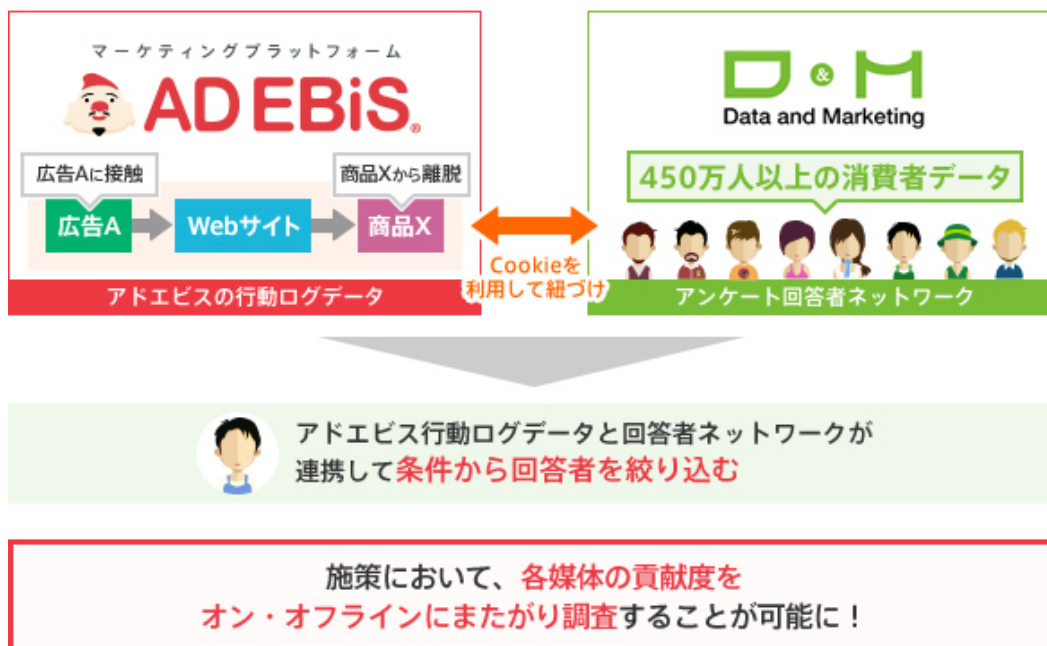 マーケティングプラットフォーム
AD EBiS®
広告Aに接触
商品Xから離脱
広告A
Webサイト
商品X
アドエビスの行動ログデータ
Cookieを
利用して紐づけ
D & M
Data and Marketing
450万人以上の消費者データ
アンケート回答者ネットワーク
アドエビス行動ログデータと回答者ネットワークが
連携して条件から回答者を絞り込む
施策において、各媒体の貢献度を
オン・オフラインにまたがり調査することが可能に！